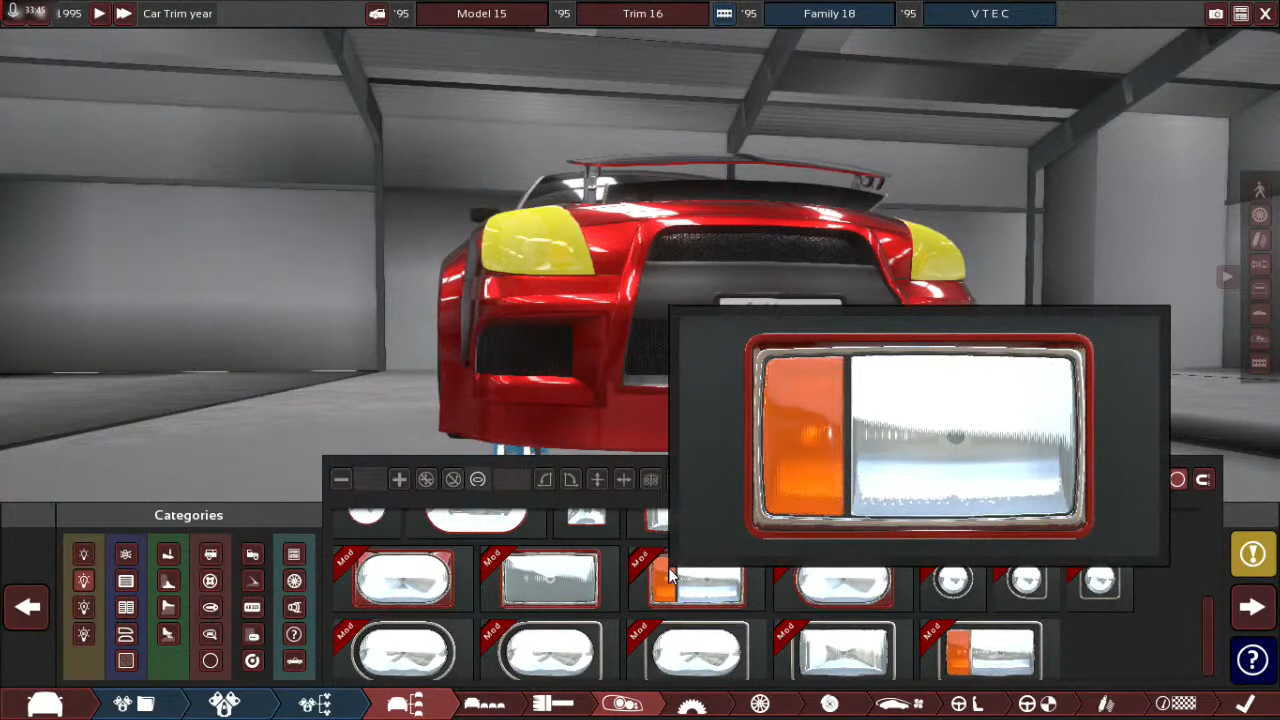 33:45
1995 Car Trim year '95 Model 15 '95 Trim 16 '95 Family 18 '95 V T E C
Categories
Mod Mod Mod
Mod Mod Mod Mod Mod